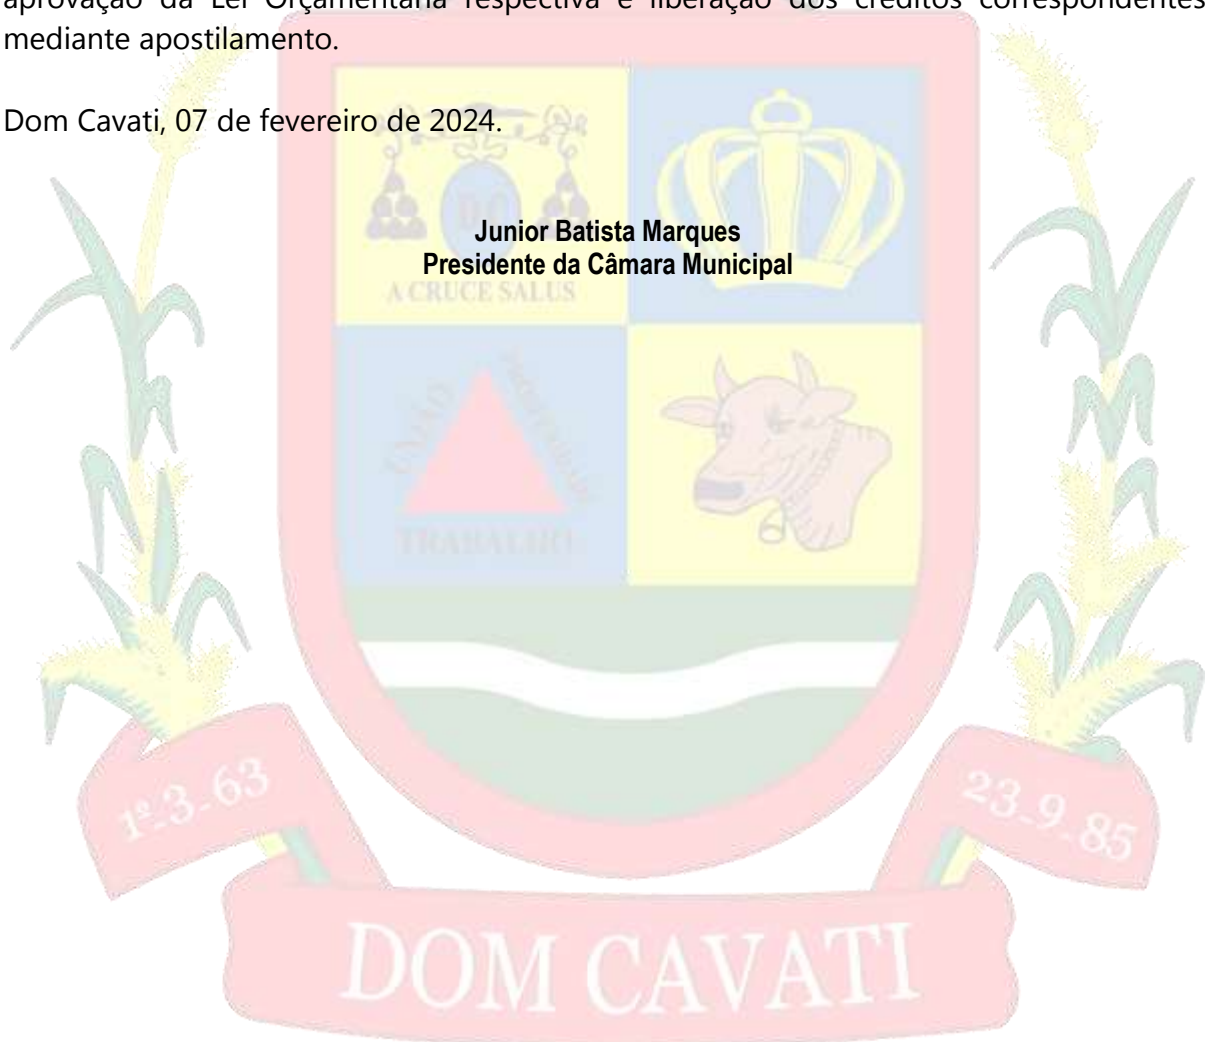 aprovação da Lei Orçamentária respectiva e liberação dos créditos correspondentes
mediante apostilamento.
Dom Cavati, 07 de fevereiro de 2024.
Junior Batista Marques
Presidente da Câmara Municipal
A CRUCE SALUS
UNIÃO
TRABALHO
1º-3-63
23-9-85
DOM CAVATI